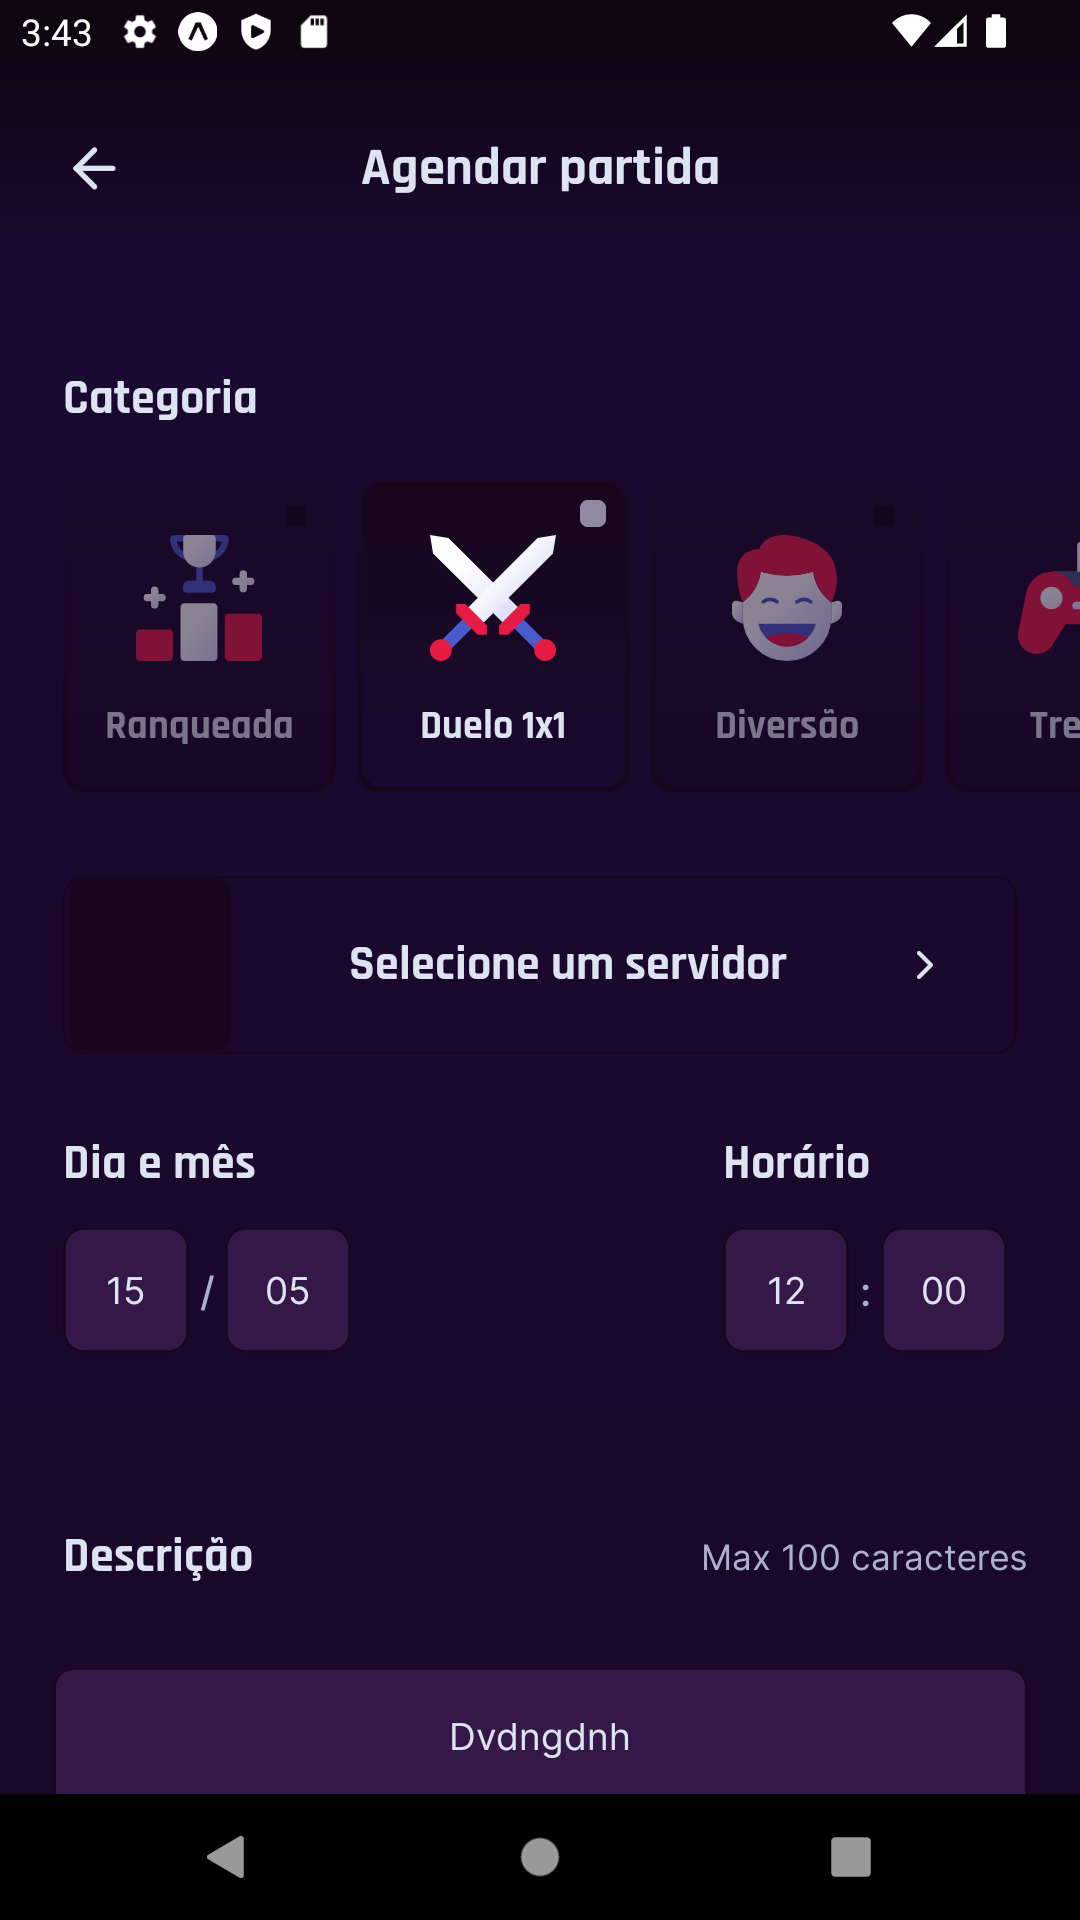 3:43
Agendar partida
Categoria
Ranqueada
Duelo 1x1
Diversão
Tre
Selecione um servidor
Dia e mês
Horário
15 / 05
12 : 00
Descrição
Max 100 caracteres
Dvdngdnh